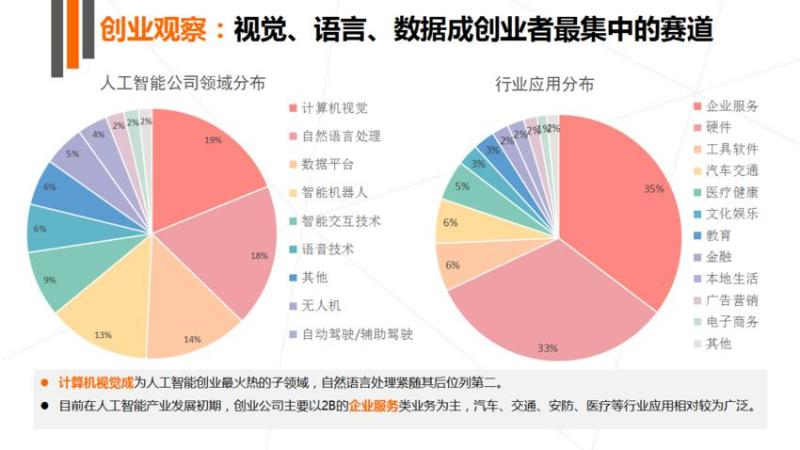 创业观察：视觉、语言、数据成创业者最集中的赛道
人工智能公司领域分布
19%
18%
14%
13%
9%
6%
6%
5%
4%
2%
2%
2%
计算机视觉
自然语言处理
数据平台
智能机器人
智能交互技术
语音技术
其他
无人机
自动驾驶/辅助驾驶
行业应用分布
35%
33%
6%
6%
5%
3%
3%
2%
2%
2%
1%
2%
企业服务
硬件
工具软件
汽车交通
医疗健康
文化娱乐
教育
金融
本地生活
广告营销
电子商务
其他
计算机视觉成为人工智能创业最火热的子领域，自然语言处理紧随其后位列第二。
目前在人工智能产业发展初期，创业公司主要以2B的企业服务类业务为主，汽车、交通、安防、医疗等行业应用相对较为广泛。